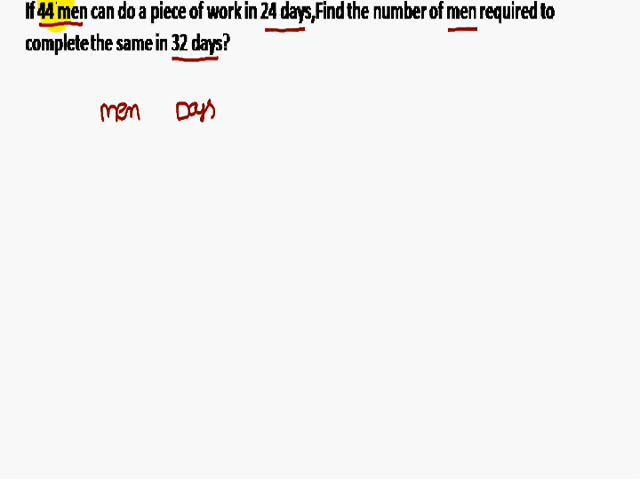 If 44 men can do a piece of work in 24 days,Find the number of men required to
complete the same in 32 days?
men Days